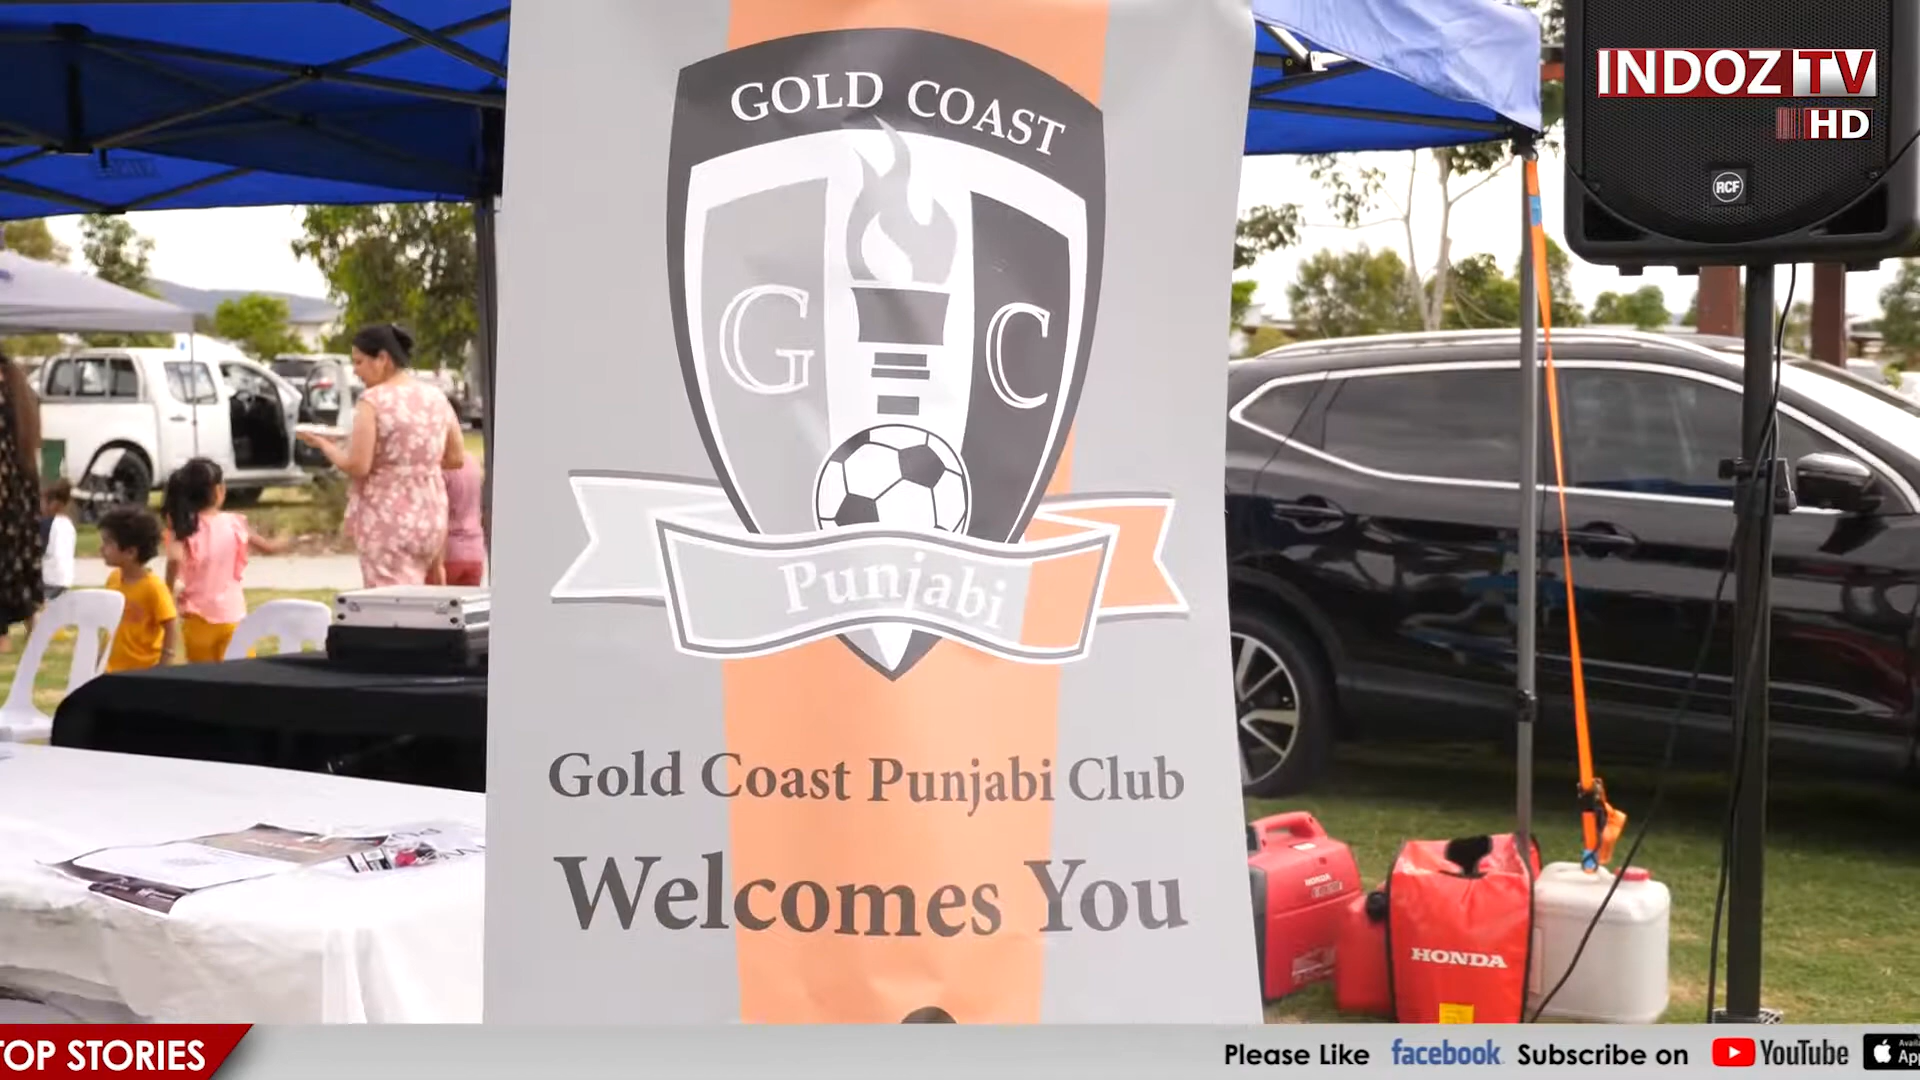 INDOZ TV
HD
RCF
GOLD COAST
G C
Punjabi
Gold Coast Punjabi Club
Welcomes You
HONDA
HONDA
TOP STORIES
Please Like facebook Subscribe on YouTube